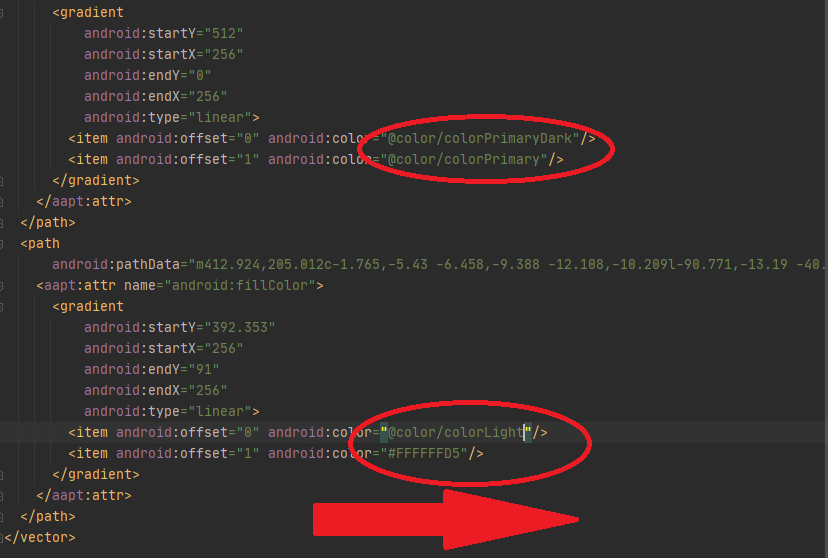 <gradient
android:startY="512"
android:startX="256"
android:endY="0"
android:endX="256"
android:type="linear">
<item android:offset="0" android:color="@color/colorPrimaryDark"/>
<item android:offset="1" android:color="@color/colorPrimary"/>
</gradient>
</aapt:attr>
</path>
<path
android:pathData="m412.924,205.012c-1.765,-5.43 -6.458,-9.388 -12.108,-10.209l-90.771,-13.19 -40.
<aapt:attr name="android:fillColor">
<gradient
android:startY="392.353"
android:startX="256"
android:endY="91"
android:endX="256"
android:type="linear">
<item android:offset="0" android:color="@color/colorLight"/>
<item android:offset="1" android:color="#FFFFFFD5"/>
</gradient>
</aapt:attr>
</path>
</vector>